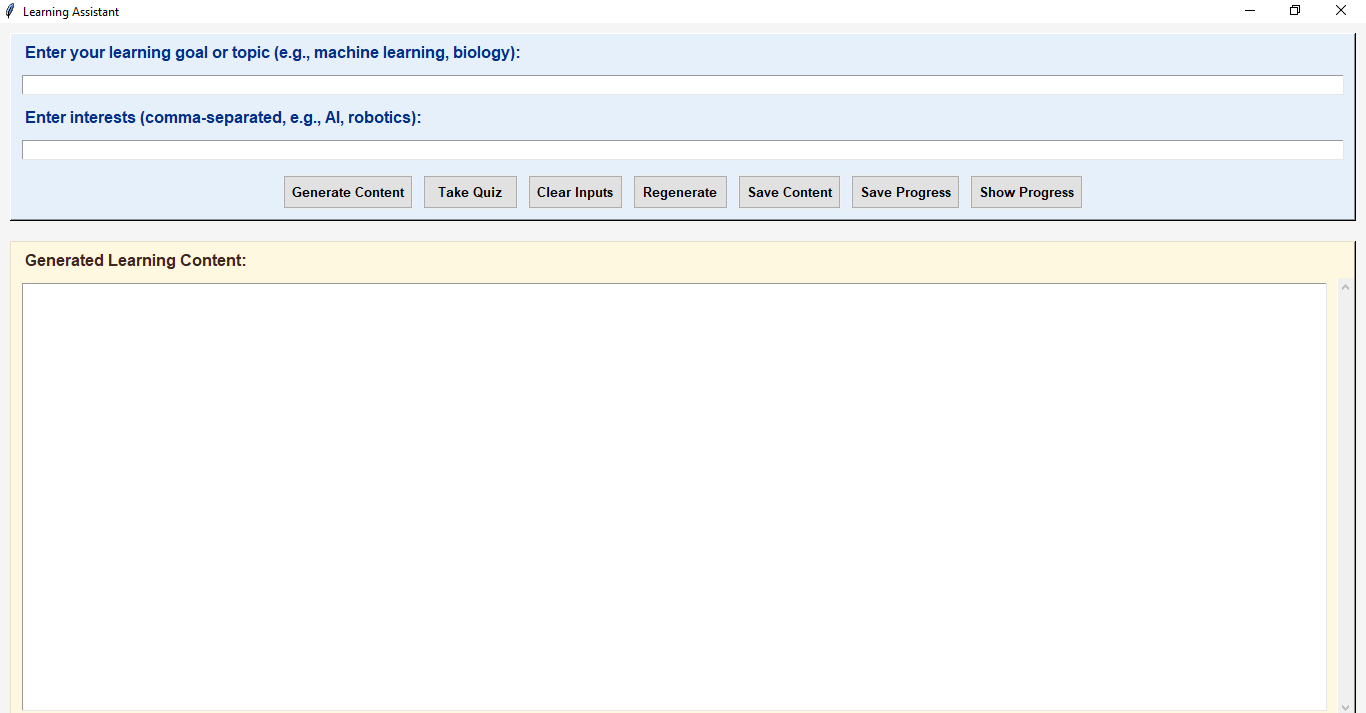 Learning Assistant
Enter your learning goal or topic (e.g., machine learning, biology):
Enter interests (comma-separated, e.g., AI, robotics):
Generate Content Take Quiz Clear Inputs Regenerate Save Content Save Progress Show Progress
Generated Learning Content: